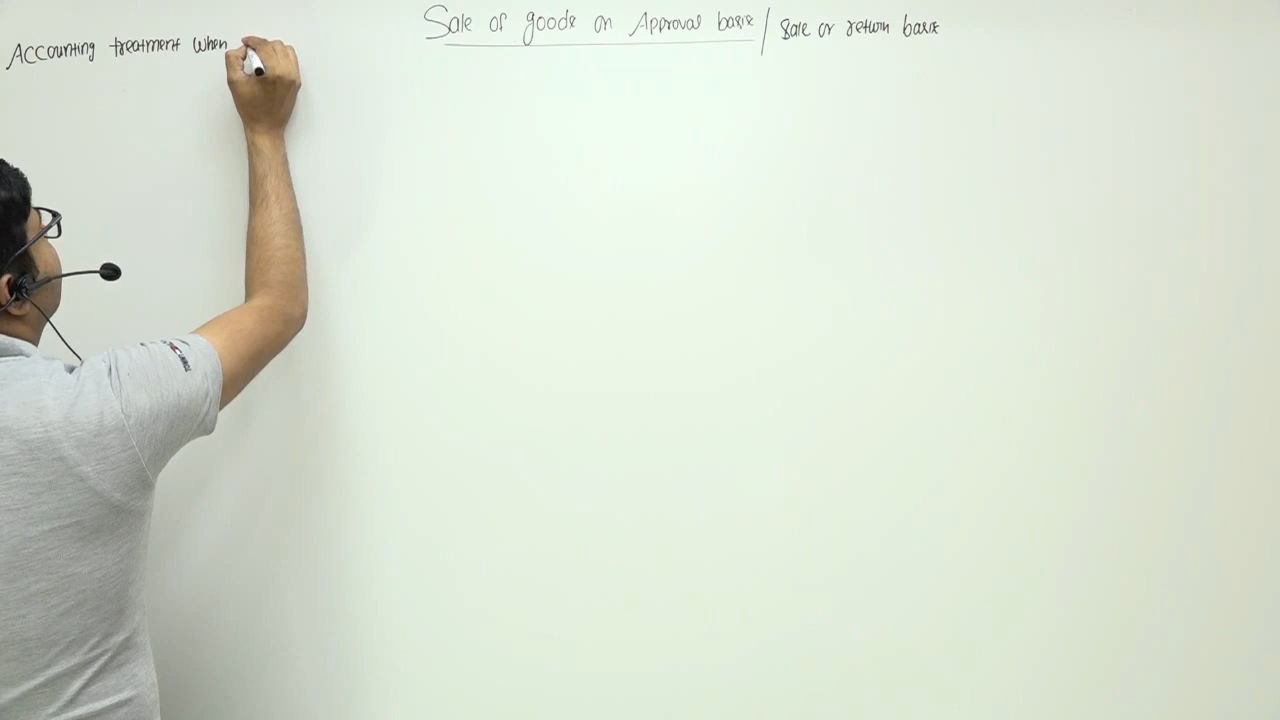 Sale of goods on Approval basis / Sale or return basis
Accounting treatment when